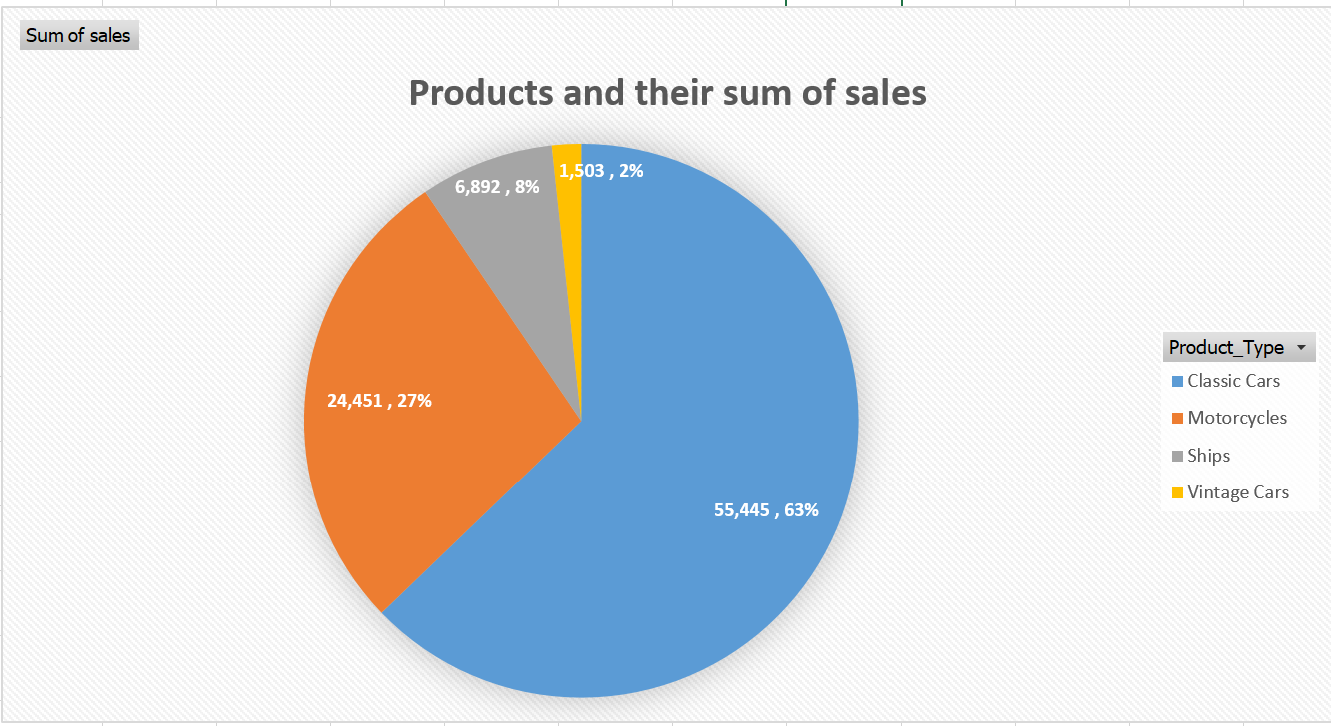 Sum of sales
Products and their sum of sales
1,503 , 2%
6,892 , 8%
24,451 , 27%
55,445 , 63%
Product_Type
Classic Cars
Motorcycles
Ships
Vintage Cars